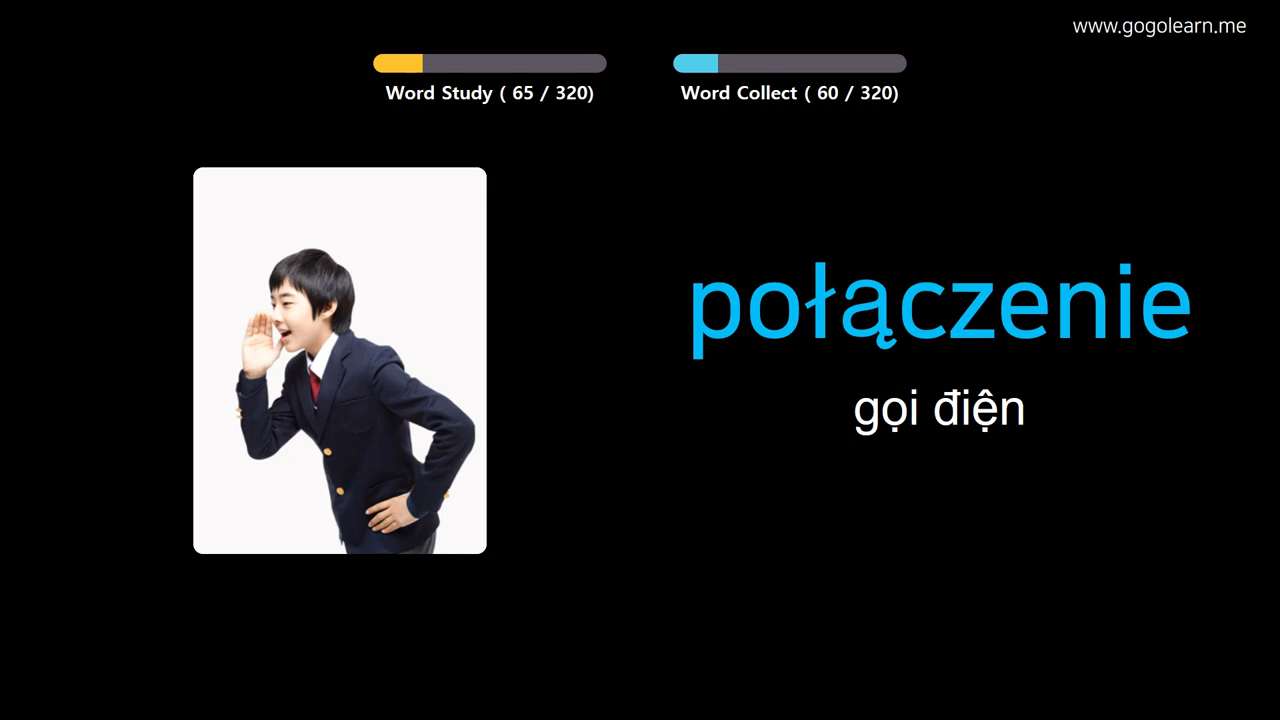 www.gogolearn.me
Word Study ( 65 / 320)
Word Collect ( 60 / 320)
połączenie
gọi điện